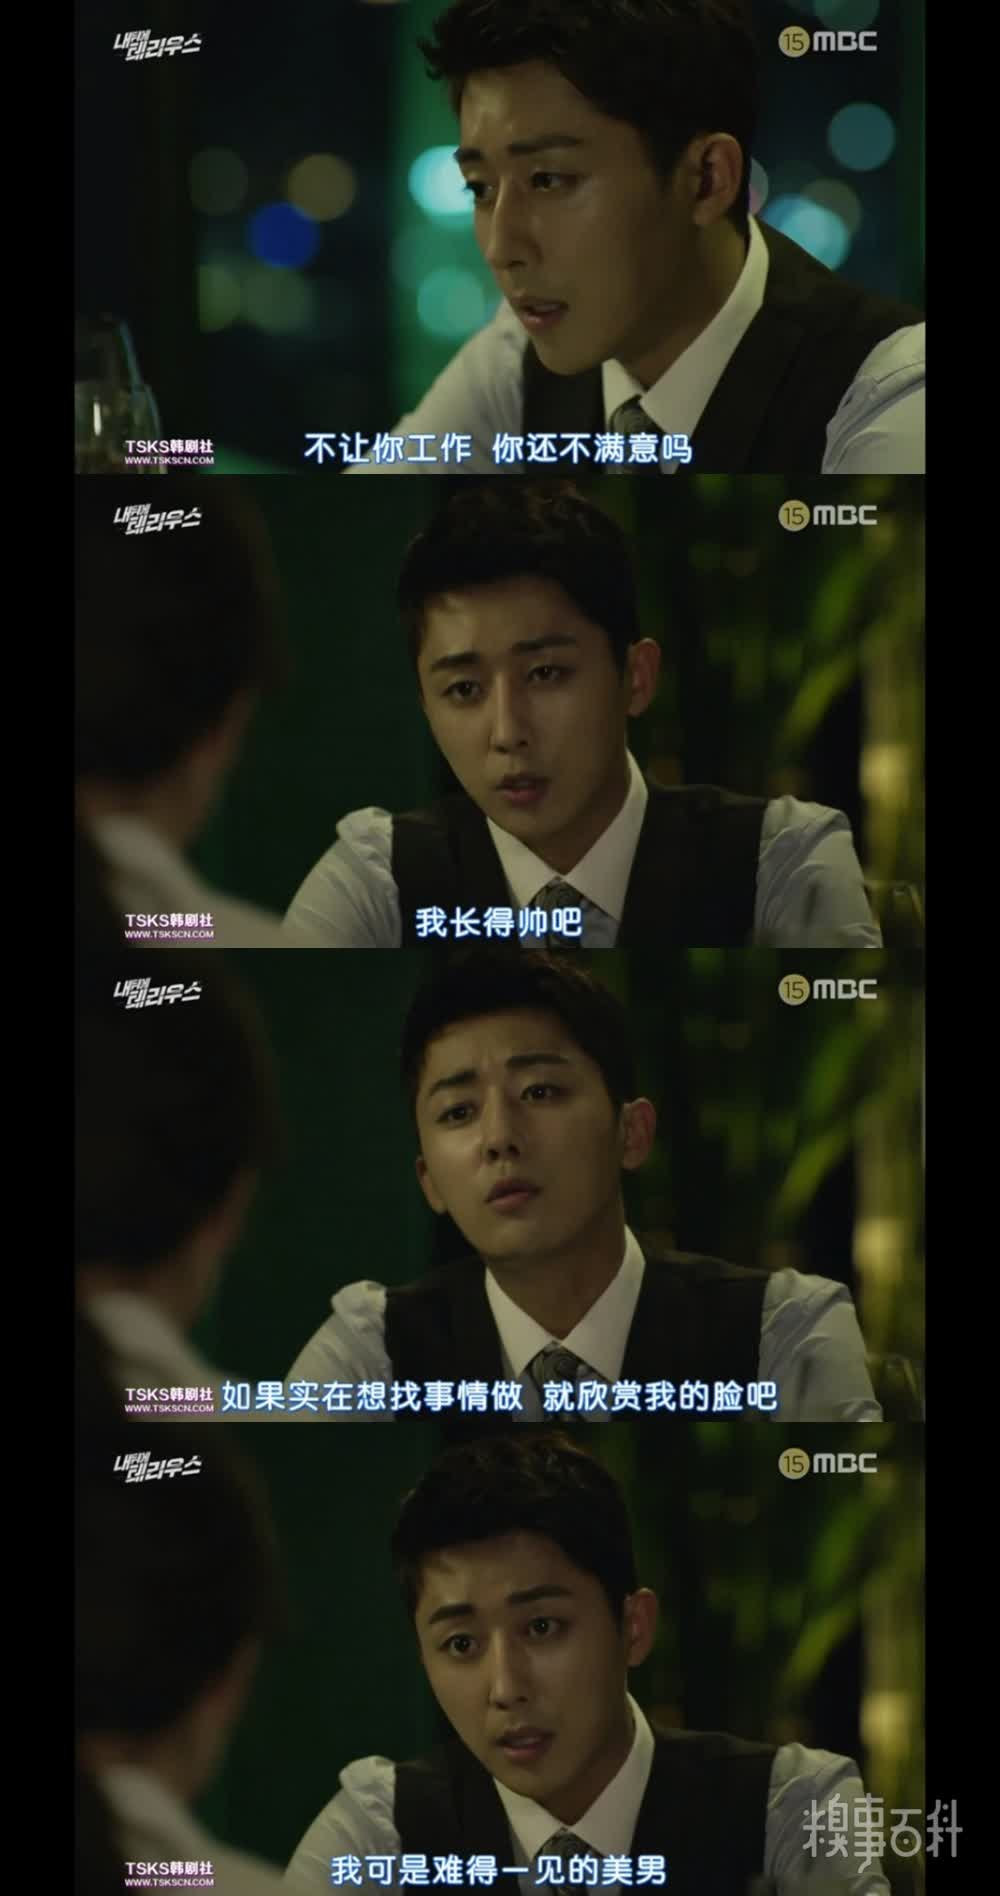 내뒤에
테리우스
15 MBC
TSKS韩剧社
WWW.TSKSCN.COM
不让你工作 你还不满意吗
내뒤에
테리우스
15 MBC
TSKS韩剧社
WWW.TSKSCN.COM
我长得帅吧
내뒤에
테리우스
15 MBC
TSKS韩剧社
WWW.TSKSCN.COM
如果实在想找事情做 就欣赏我的脸吧
내뒤에
테리우스
15 MBC
TSKS韩剧社
WWW.TSKSCN.COM
我可是难得一见的美男
糗事百科